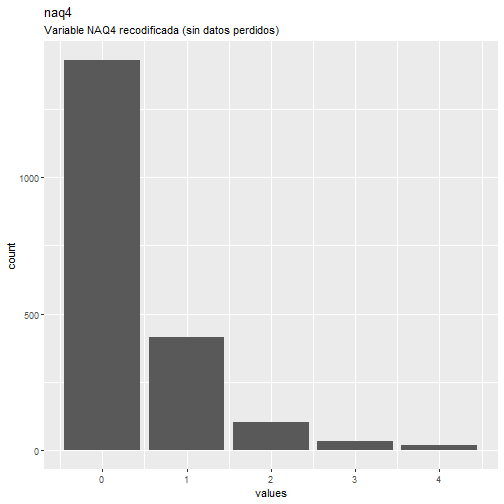 naq4
Variable NAQ4 recodificada (sin datos perdidos)
count
1000
500
0
0 1 2 3 4
values